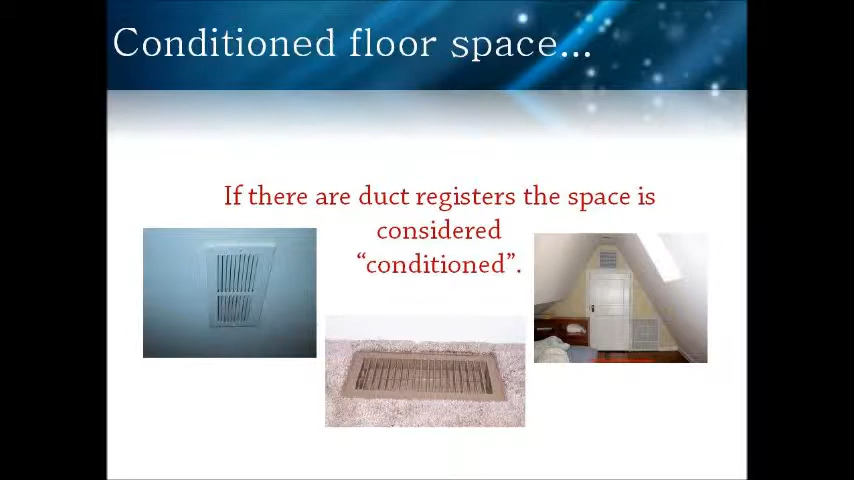 Conditioned floor space...
If there are duct registers the space is
considered
“conditioned”.